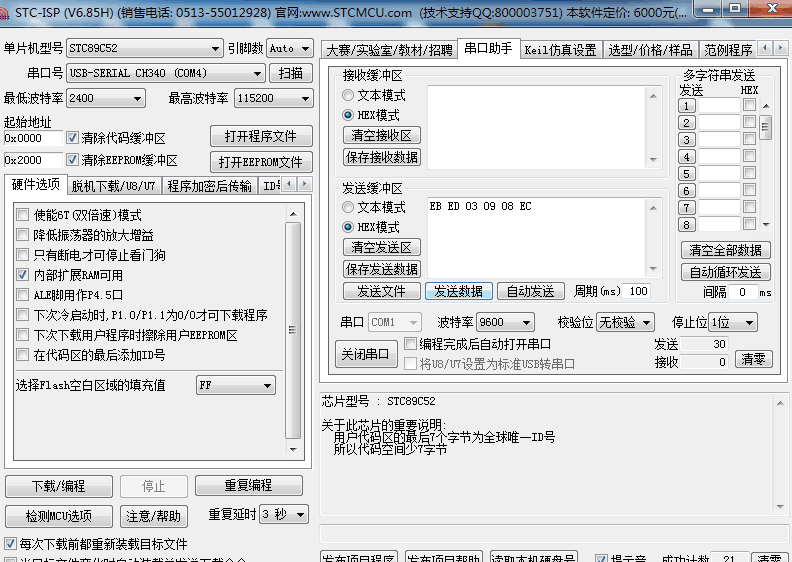 STC-ISP (V6.85H) (销售电话: 0513-55012928) 官网:www.STCMCU.com (技术支持QQ:800003751) 本软件定价: 6000元(...
单片机型号 STC89C52 引脚数 Auto
串口号 USB-SERIAL CH340 (COM4) 扫描
最低波特率 2400 最高波特率 115200
起始地址
0x0000 清除代码缓冲区 打开程序文件
0x2000 清除EEPROM缓冲区 打开EEPROM文件
硬件选项 脱机下载/U8/U7 程序加密后传输 ID号
使能6T(双倍速)模式
降低振荡器的放大增益
只有断电才可停止看门狗
内部扩展RAM可用
ALE脚用作P4.5口
下次冷启动时,P1.0/P1.1为0/0才可下载程序
下次下载用户程序时擦除用户EEPROM区
在代码区的最后添加ID号
选择Flash空白区域的填充值 FF
下载/编程 停止 重复编程
检测MCU选项 注意/帮助 重复延时 3 秒
每次下载前都重新装载目标文件
大赛/实验室/教材/招聘 串口助手 Keil仿真设置 选型/价格/样品 范例程序
接收缓冲区
文本模式
HEX模式
清空接收区
保存接收数据
发送缓冲区
文本模式
HEX模式
清空发送区
保存发送数据
EB ED 03 09 08 EC
发送文件 发送数据 自动发送 周期(ms) 100
多字符串发送
发送 HEX
1
2
3
4
5
6
7
8
清空全部数据
自动循环发送
间隔 0 ms
串口 COM1 波特率 9600 校验位 无校验 停止位 1位
关闭串口 编程完成后自动打开串口 发送 30
将U8/U7设置为标准USB转串口 接收 0 清零
芯片型号 : STC89C52
关于此芯片的重要说明:
用户代码区的最后7个字节为全球唯一ID号
所以代码空间少7字节
发布项目程序 发布项目帮助 读取本机硬盘号 提示音 成功计数 21 清零